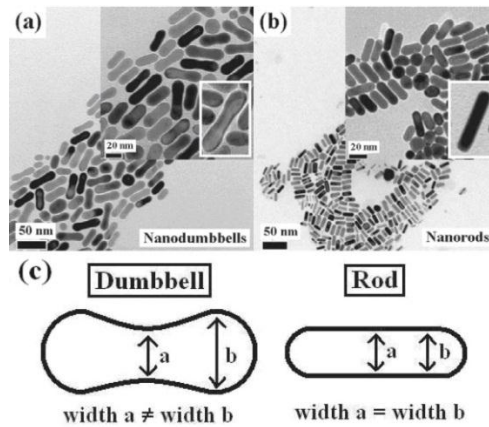 (a)
20 nm
50 nm
Nanodumbbells
(b)
20 nm
50 nm
Nanorods
(c)
Dumbbell
a
b
width a ≠ width b
Rod
a
b
width a = width b